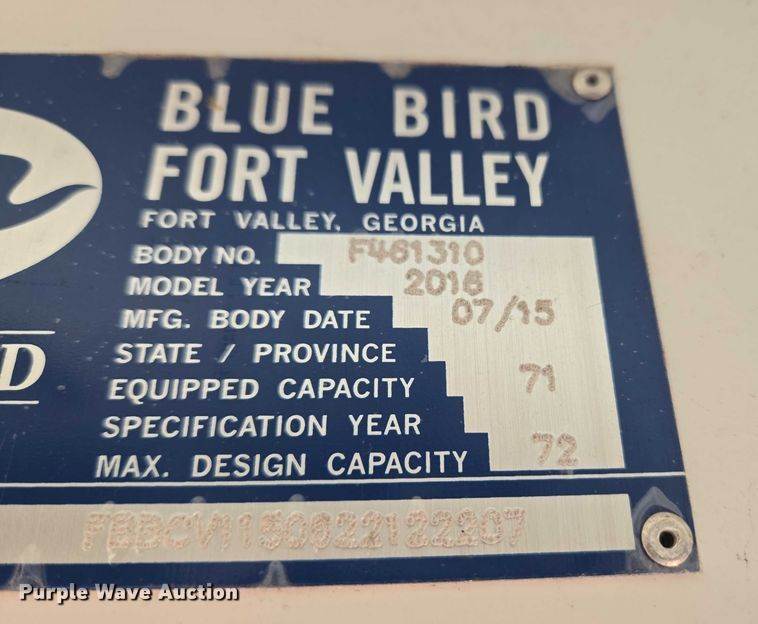 BLUE BIRD
FORT VALLEY
FORT VALLEY, GEORGIA
BODY NO. F461310
MODEL YEAR 2016
MFG. BODY DATE 07/15
STATE / PROVINCE
EQUIPPED CAPACITY 71
SPECIFICATION YEAR
MAX. DESIGN CAPACITY 72
D
Purple Wave Auction